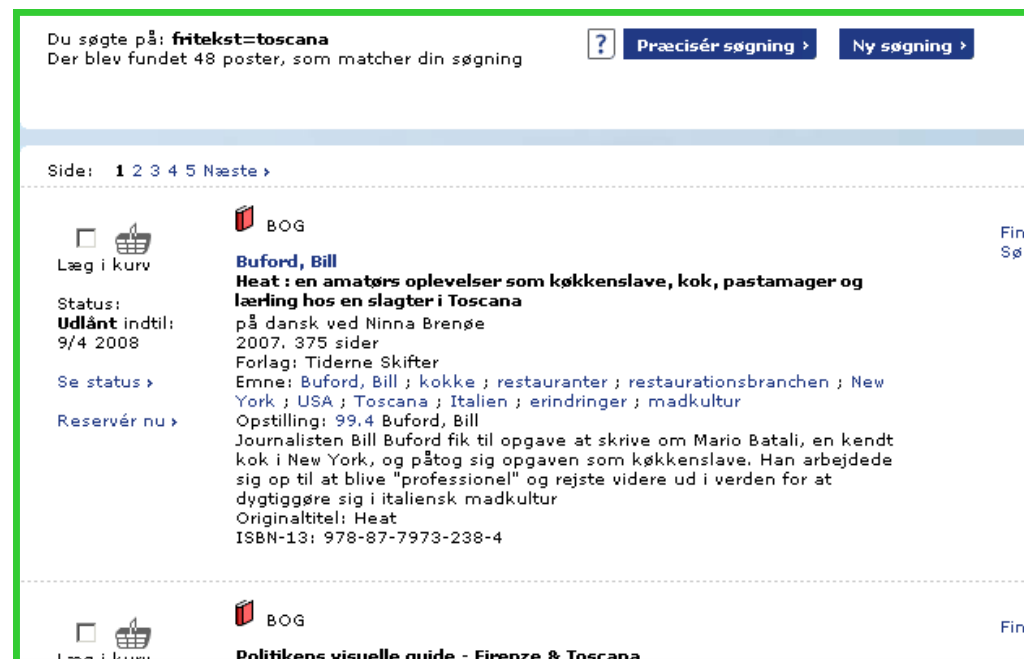 Du søgte på: fritekst=toscana
Der blev fundet 48 poster, som matcher din søgning
? Præcisér søgning › Ny søgning ›
Side: 1 2 3 4 5 Næste ›
BOG
Læg i kurv
Status:
Udlånt indtil:
9/4 2008
Se status ›
Reservér nu ›
Buford, Bill
Heat : en amatørs oplevelser som køkkenslave, kok, pastamager og
lærling hos en slagter i Toscana
på dansk ved Ninna Brenøe
2007. 375 sider
Forlag: Tiderne Skifter
Emne: Buford, Bill ; kokke ; restauranter ; restaurationsbranchen ; New
York ; USA ; Toscana ; Italien ; erindringer ; madkultur
Opstilling: 99.4 Buford, Bill
Journalisten Bill Buford fik til opgave at skrive om Mario Batali, en kendt
kok i New York, og påtog sig opgaven som køkkenslave. Han arbejdede
sig op til at blive "professionel" og rejste videre ud i verden for at
dygtiggøre sig i italiensk madkultur
Originaltitel: Heat
ISBN-13: 978-87-7973-238-4
Fin
Sø
BOG
Læg i kurv
Politikens visuelle guide - Firenze & Toscana
Fin